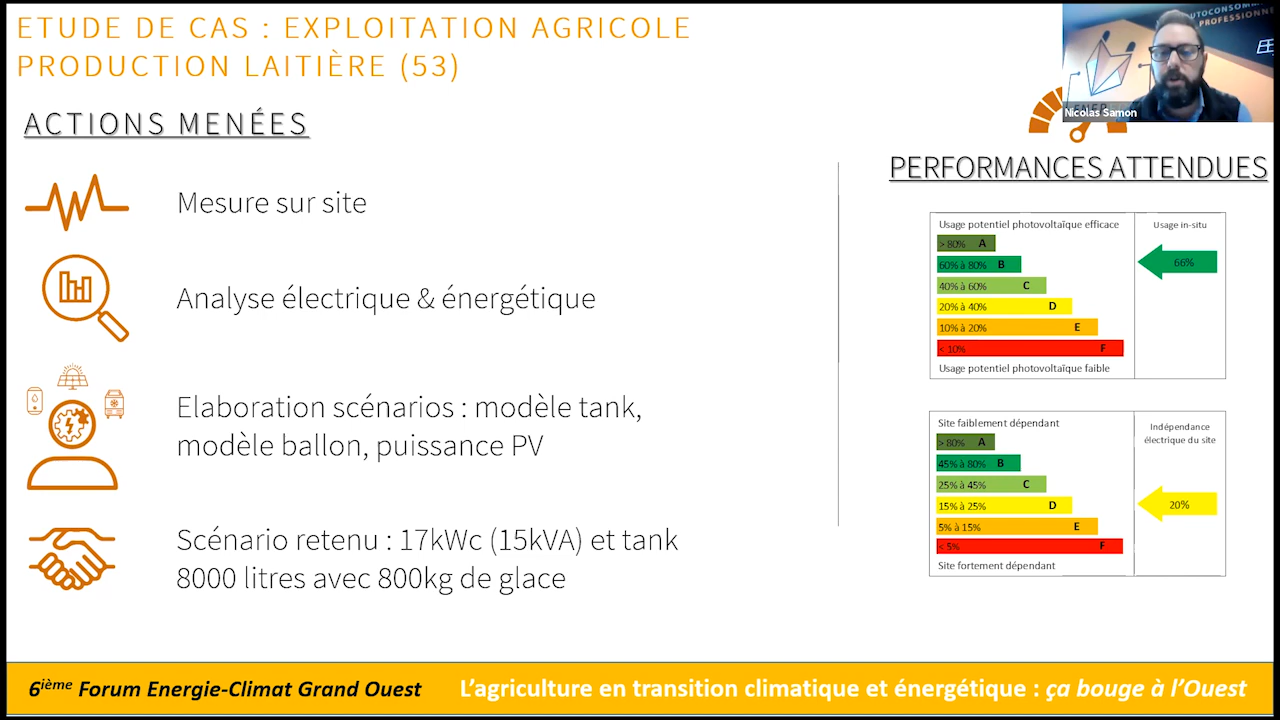 ETUDE DE CAS : EXPLOITATION AGRICOLE
PRODUCTION LAITIÈRE (53)
PROFESSIONNE
Nicolas Samon
ACTIONS MENÉES
Mesure sur site
Analyse électrique & énergétique
Elaboration scénarios : modèle tank,
modèle ballon, puissance PV
Scénario retenu : 17kWc (15kVA) et tank
8000 litres avec 800kg de glace
PERFORMANCES ATTENDUES
Usage potentiel photovoltaïque efficace
Usage in-situ
> 80% A
60% à 80% B
66%
40% à 60% C
20% à 40% D
10% à 20% E
< 10% F
Usage potentiel photovoltaïque faible
Site faiblement dépendant
Indépendance
électrique du site
> 80% A
45% à 80% B
25% à 45% C
15% à 25% D
20%
5% à 15% E
< 5% F
Site fortement dépendant
6ième Forum Energie-Climat Grand Ouest
L'agriculture en transition climatique et énergétique : ça bouge à l'Ouest